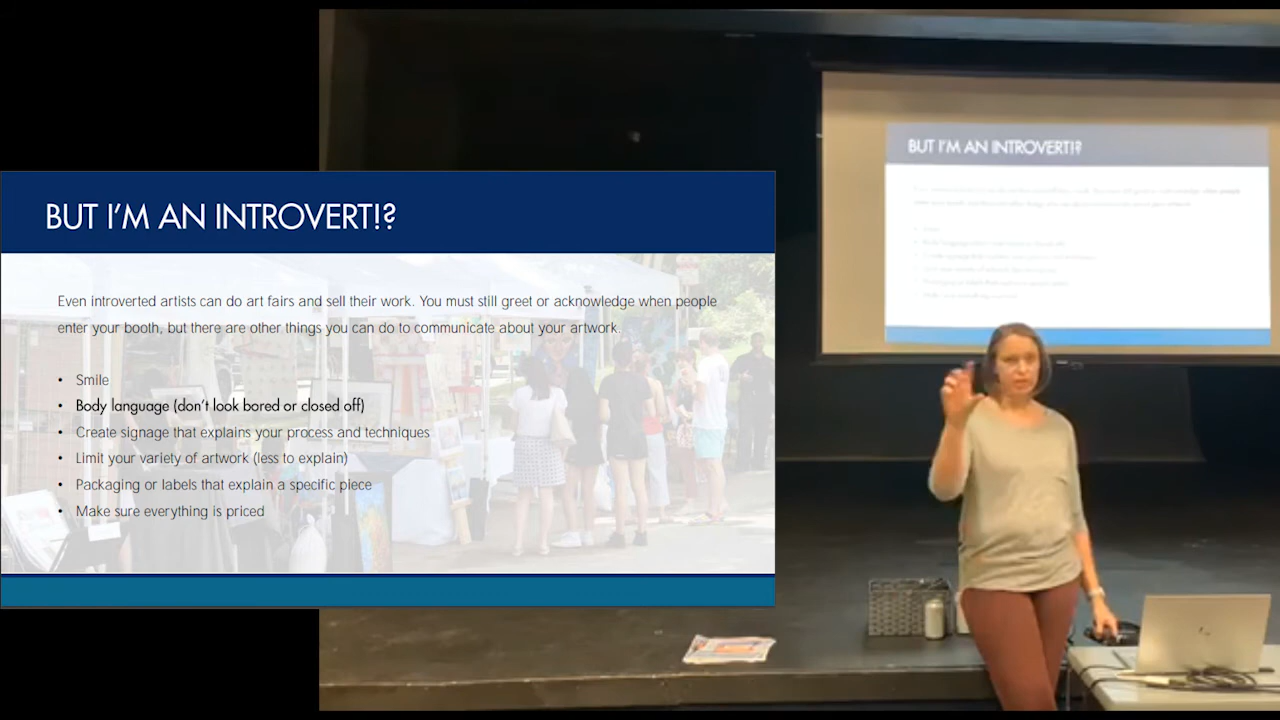 BUT I'M AN INTROVERT!?
Even introverted artists can do art fairs and sell their work. You must still greet or acknowledge when people
enter your booth, but there are other things you can do to communicate about your artwork.
• Smile
• Body language (don't look bored or closed off)
• Create signage that explains your process and techniques
• Limit your variety of artwork (less to explain)
• Packaging or labels that explain a specific piece
• Make sure everything is priced
BUT I'M AN INTROVERT!?